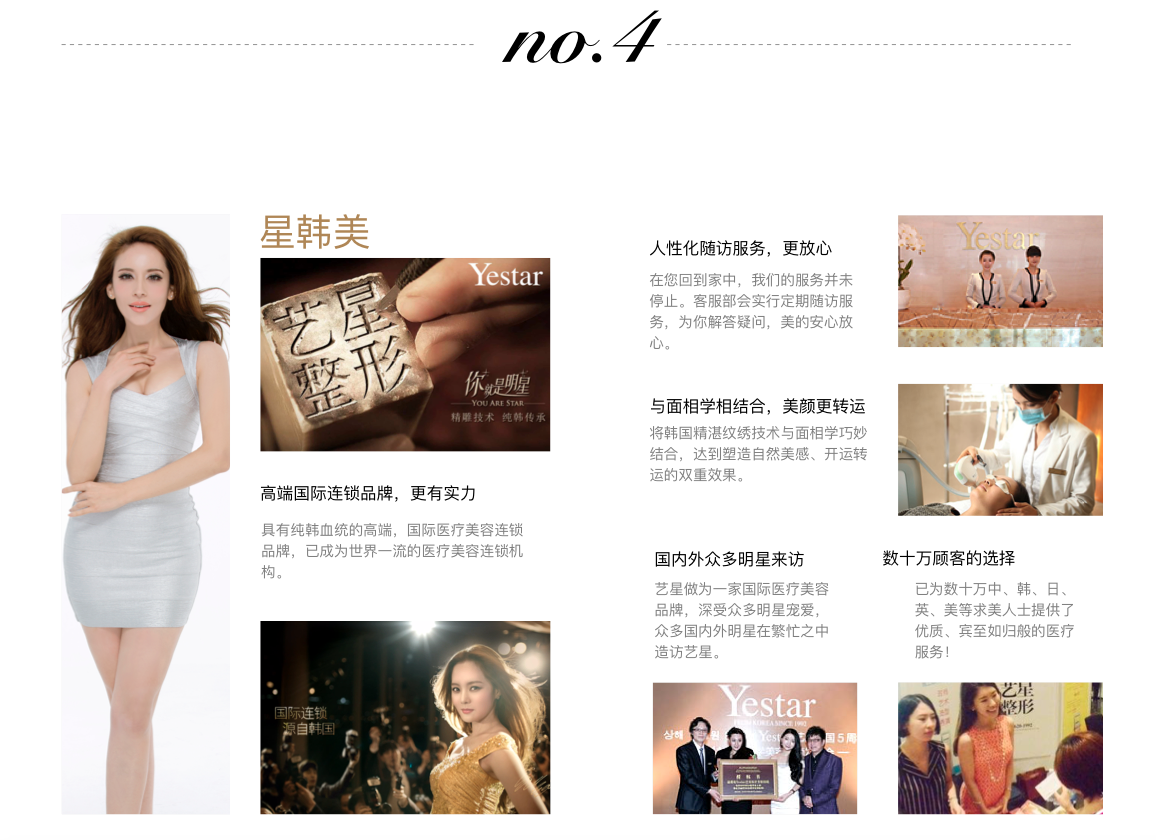 no.4
星韩美
Yestar
艺星
整形
你就是明星
YOU ARE STAR
精雕技术 纯韩传承
高端国际连锁品牌，更有实力
具有纯韩血统的高端，国际医疗美容连锁
品牌，已成为世界一流的医疗美容连锁机
构。
国际连锁
源自韩国
人性化随访服务，更放心
在您回到家中，我们的服务并未
停止。客服部会实行定期随访服
务，为你解答疑问，美的安心放
心。
Yestar
与面相学相结合，美颜更转运
将韩国精湛纹绣技术与面相学巧妙
结合，达到塑造自然美感、开运转
运的双重效果。
国内外众多明星来访
艺星做为一家国际医疗美容
品牌，深受众多明星宠爱，
众多国内外明星在繁忙之中
造访艺星。
Yestar
FROM KOREA SINCE 1992
상해
国5周
数十万顾客的选择
已为数十万中、韩、日、
英、美等求美人士提供了
优质、宾至如归般的医疗
服务！
艺星
整形